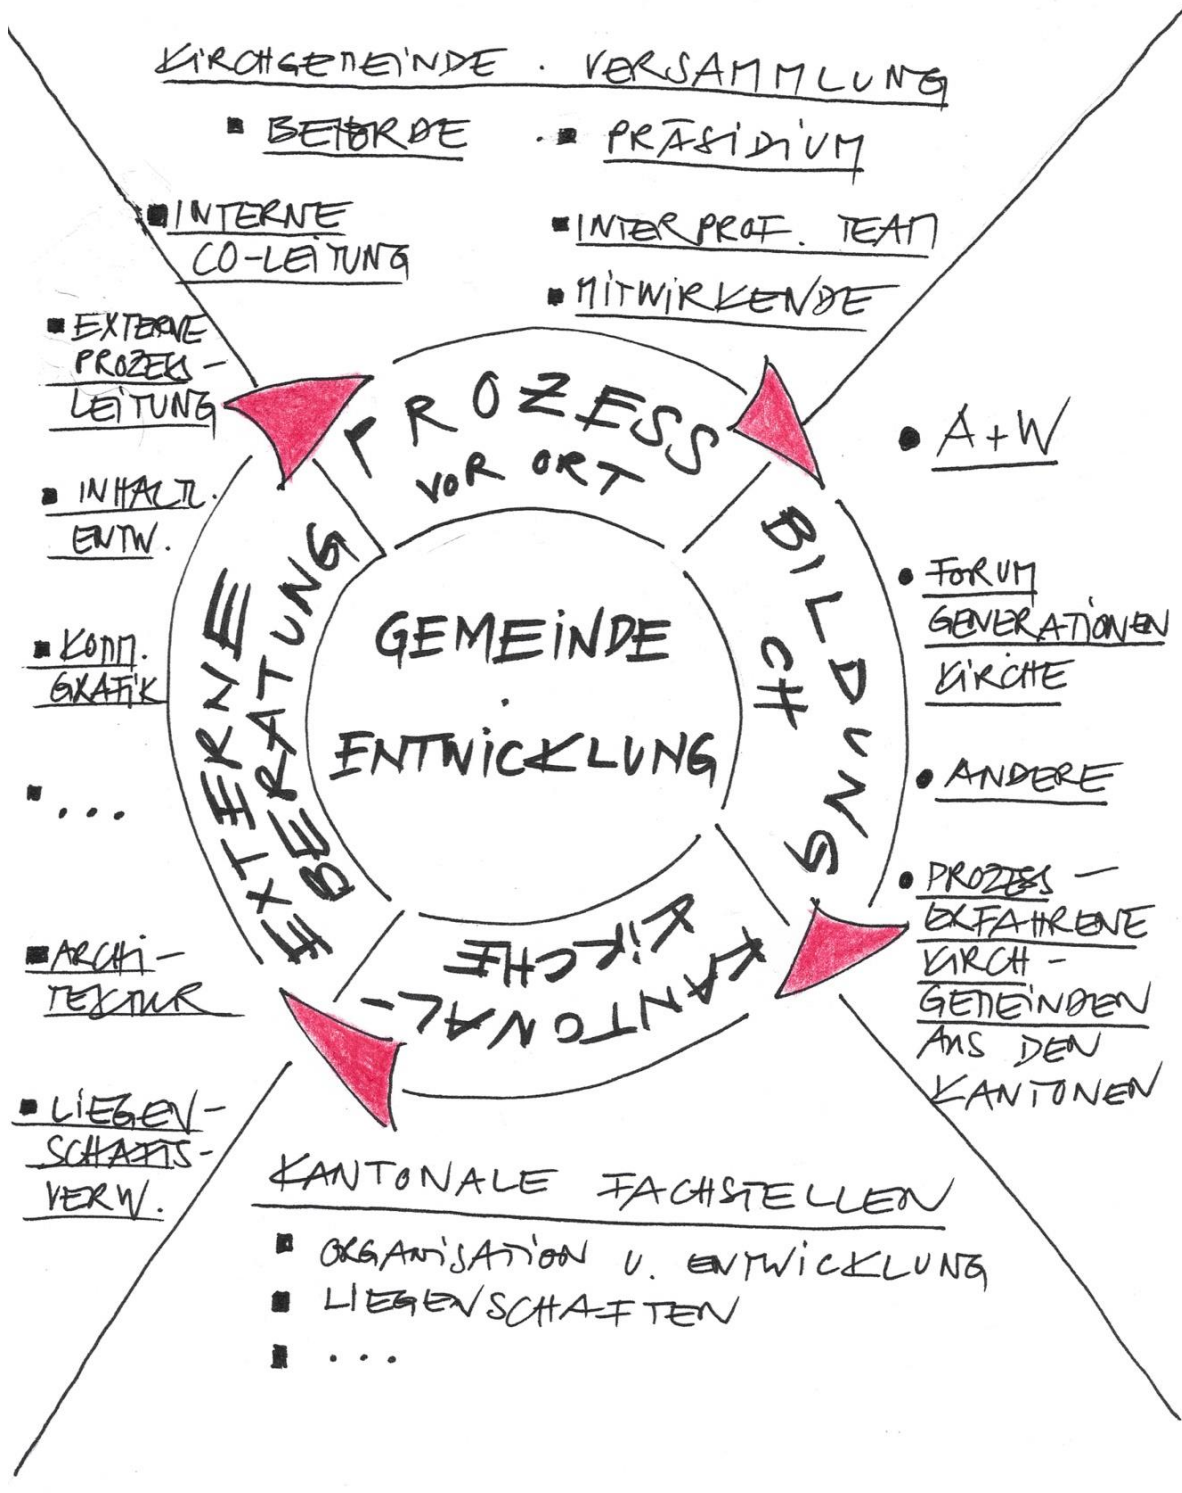 KIRCHGEMEINDE . VERSAMMLUNG
BEHÖRDE
PRÄSIDIUM
INTERNE
CO-LEITUNG
INTERPROF. TEAM
MITWIRKENDE
EXTERNE
PROZESS-
LEITUNG
INHALTL.
ENTW.
KOMM.
GRAFIK
...
ARCHI-
TEKTUR
LIEGEN-
SCHAFTS-
VERW.
PROZESS
VOR ORT
BILDUNG
CH
KANTONAL-
KIRCHE
EXTERNE
BERATUNG
GEMEINDE
.
ENTWICKLUNG
A+W
FORUM
GENERATIONEN
KIRCHE
ANDERE
PROZESS-
ERFAHRENE
KIRCH-
GEMEINDEN
AUS DEN
KANTONEN
KANTONALE FACHSTELLEN
ORGANISATION U. ENTWICKLUNG
LIEGENSCHAFTEN
...